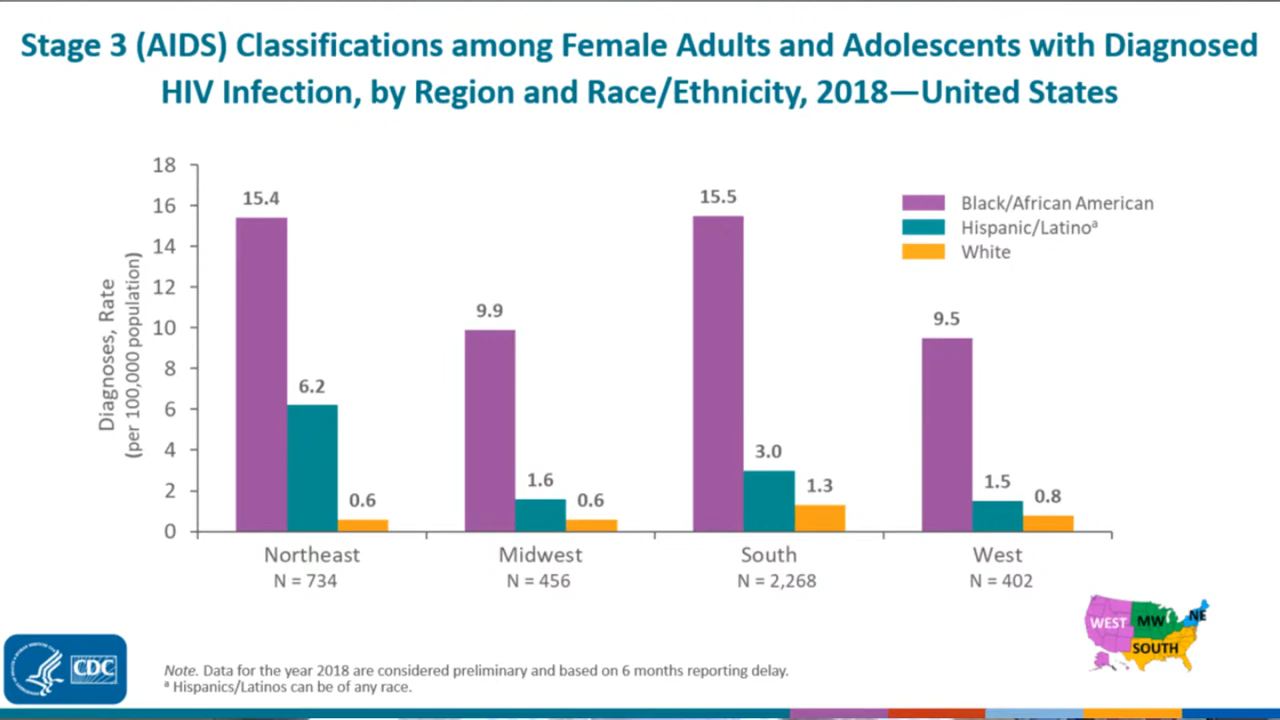 Stage 3 (AIDS) Classifications among Female Adults and Adolescents with Diagnosed
HIV Infection, by Region and Race/Ethnicity, 2018—United States
Diagnoses, Rate
(per 100,000 population)
18
16
14
12
10
8
6
4
2
0
15.4
6.2
0.6
9.9
1.6
0.6
15.5
3.0
1.3
9.5
1.5
0.8
Black/African American
Hispanic/Latinoᵃ
White
Northeast
N = 734
Midwest
N = 456
South
N = 2,268
West
N = 402
WEST
MW
NE
SOUTH
CDC
Note. Data for the year 2018 are considered preliminary and based on 6 months reporting delay.
ᵃ Hispanics/Latinos can be of any race.